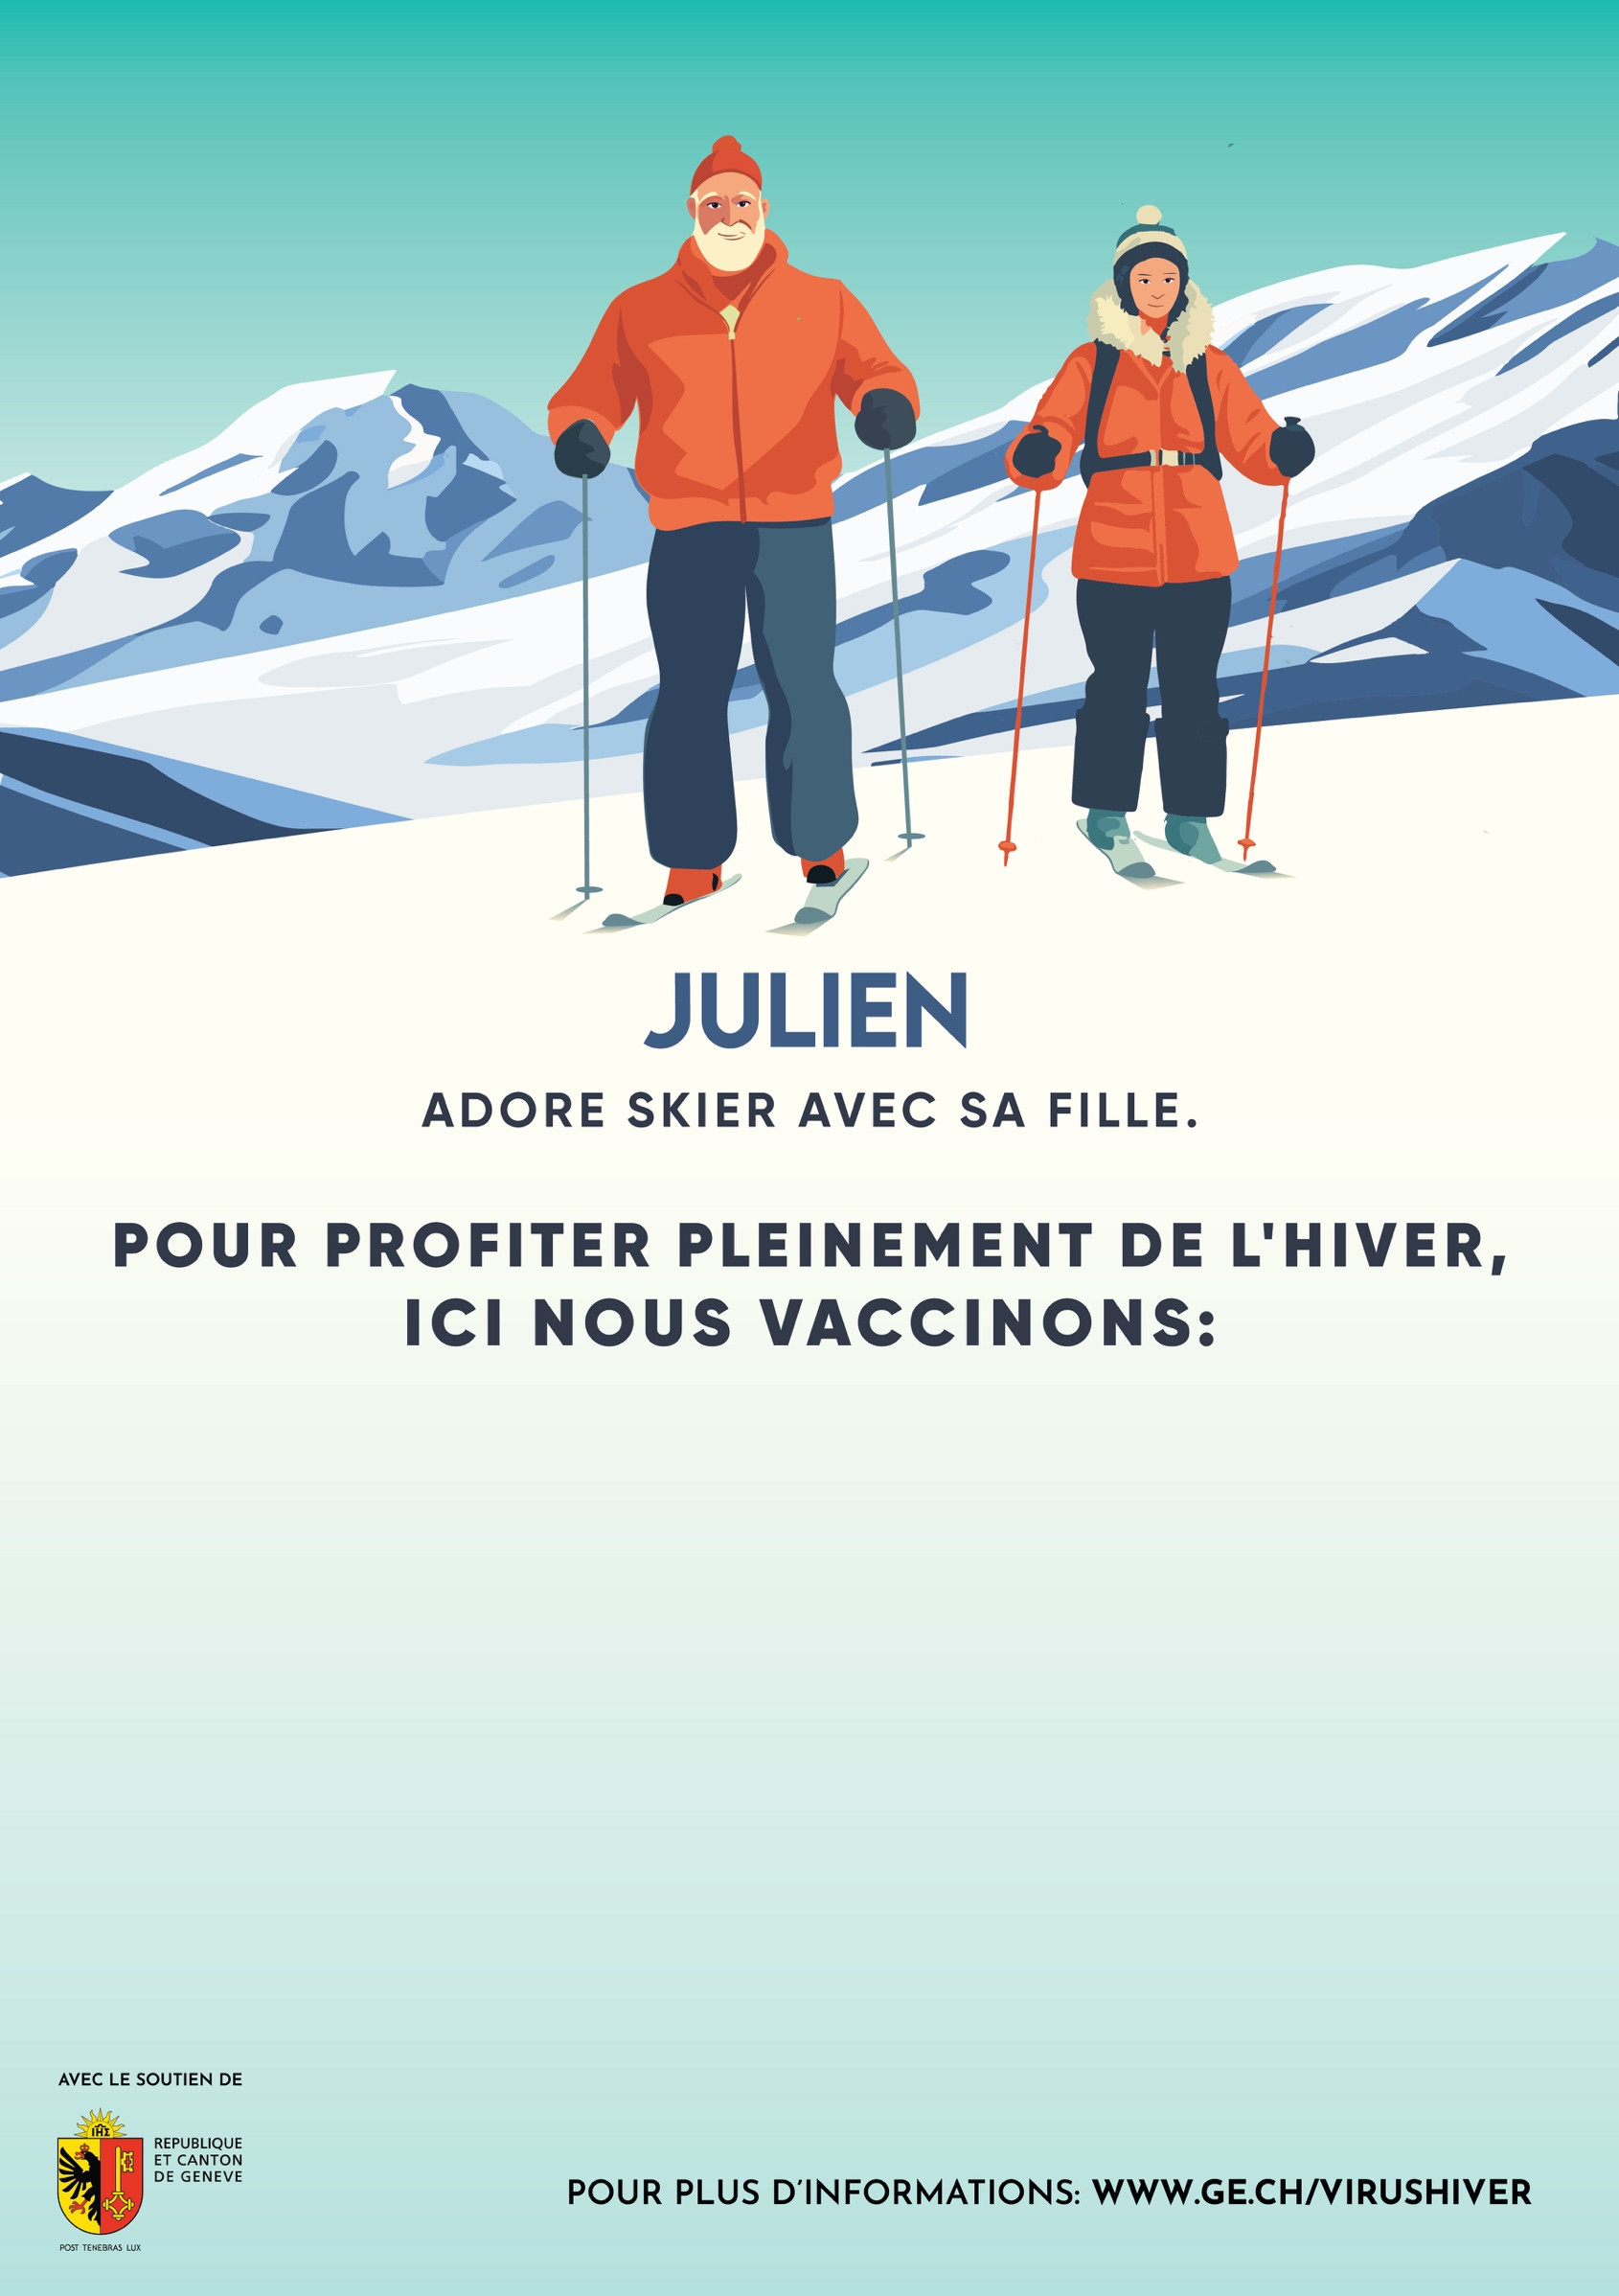 JULIEN
ADORE SKIER AVEC SA FILLE.
POUR PROFITER PLEINEMENT DE L'HIVER,
ICI NOUS VACCINONS:
AVEC LE SOUTIEN DE
IHΣ
REPUBLIQUE
ET CANTON
DE GENEVE
POST TENEBRAS LUX
POUR PLUS D’INFORMATIONS: WWW.GE.CH/VIRUSHIVER